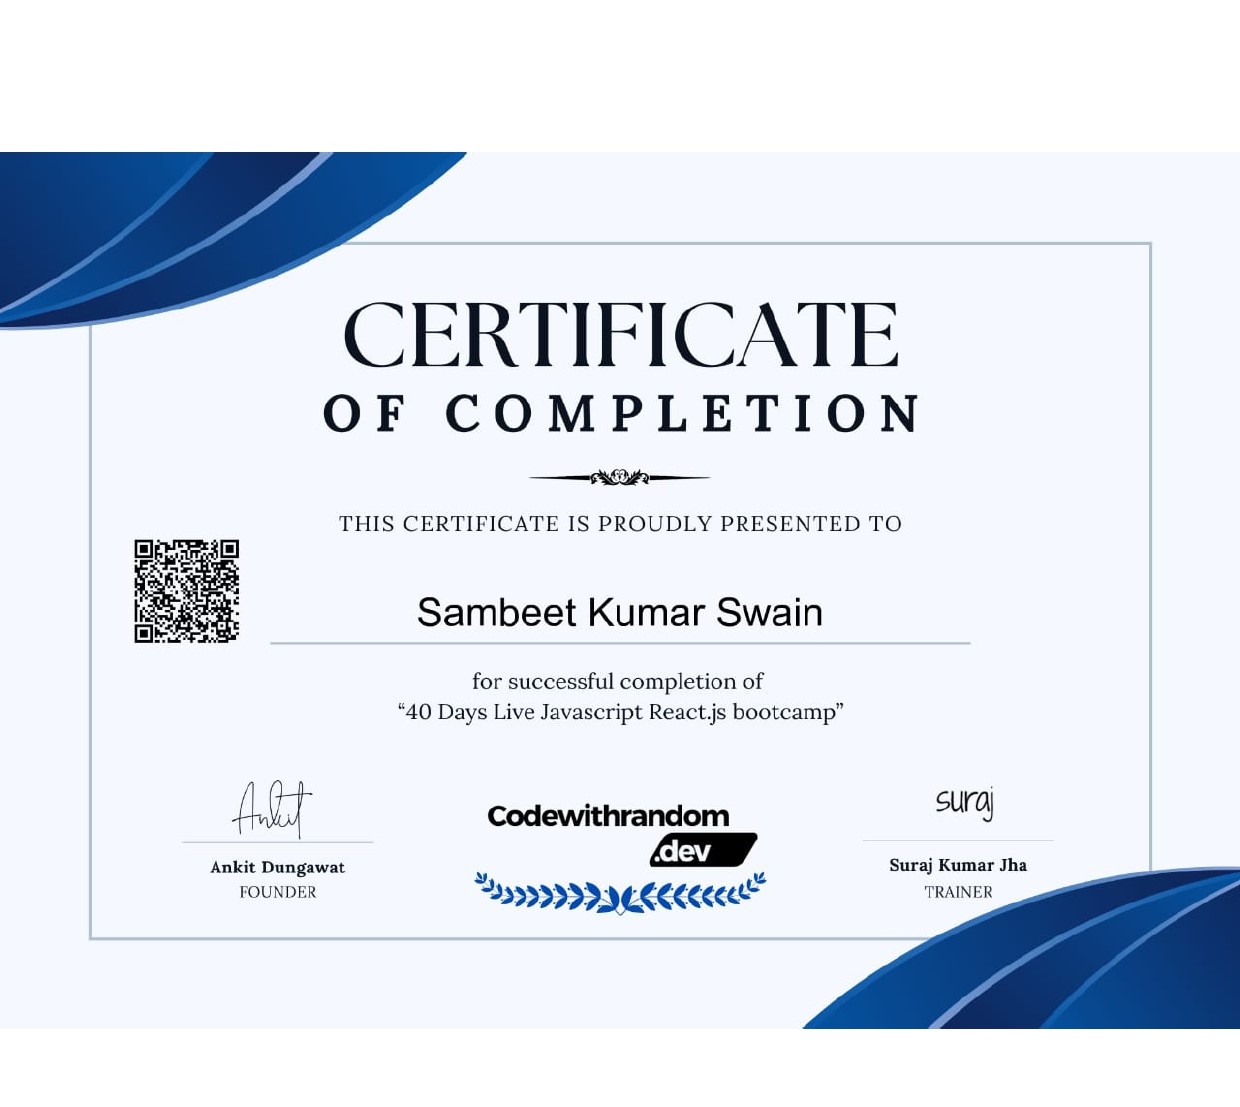 CERTIFICATE
OF COMPLETION
THIS CERTIFICATE IS PROUDLY PRESENTED TO
Sambeet Kumar Swain
for successful completion of
“40 Days Live Javascript React.js bootcamp”
Ankit
Ankit Dungawat
FOUNDER
Codewithrandom
.dev
suraj
Suraj Kumar Jha
TRAINER